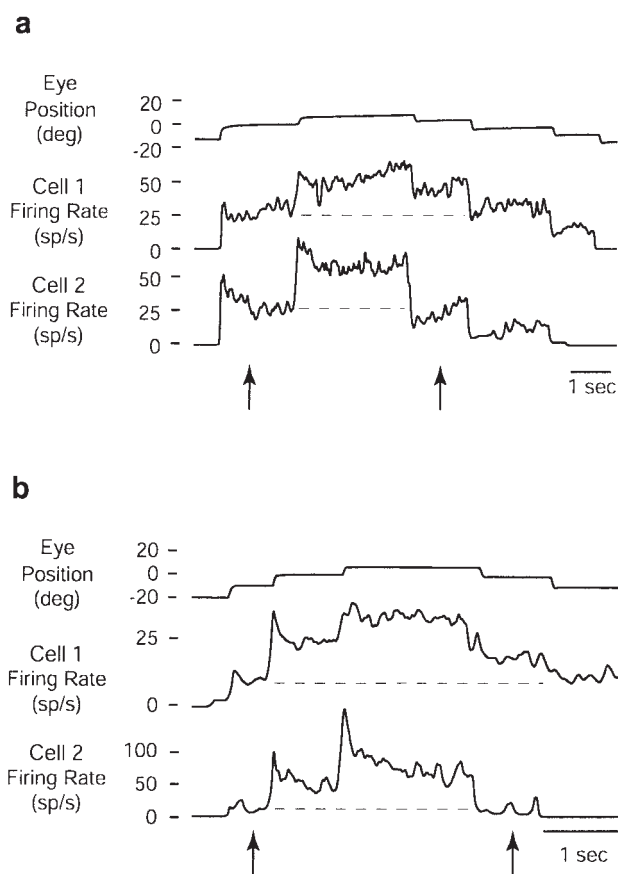 a
Eye
Position
(deg)
20
0
-20
Cell 1
Firing Rate
(sp/s)
50
25
0
Cell 2
Firing Rate
(sp/s)
50
25
0
1 sec
b
Eye
Position
(deg)
20
0
-20
Cell 1
Firing Rate
(sp/s)
25
0
Cell 2
Firing Rate
(sp/s)
100
50
0
1 sec